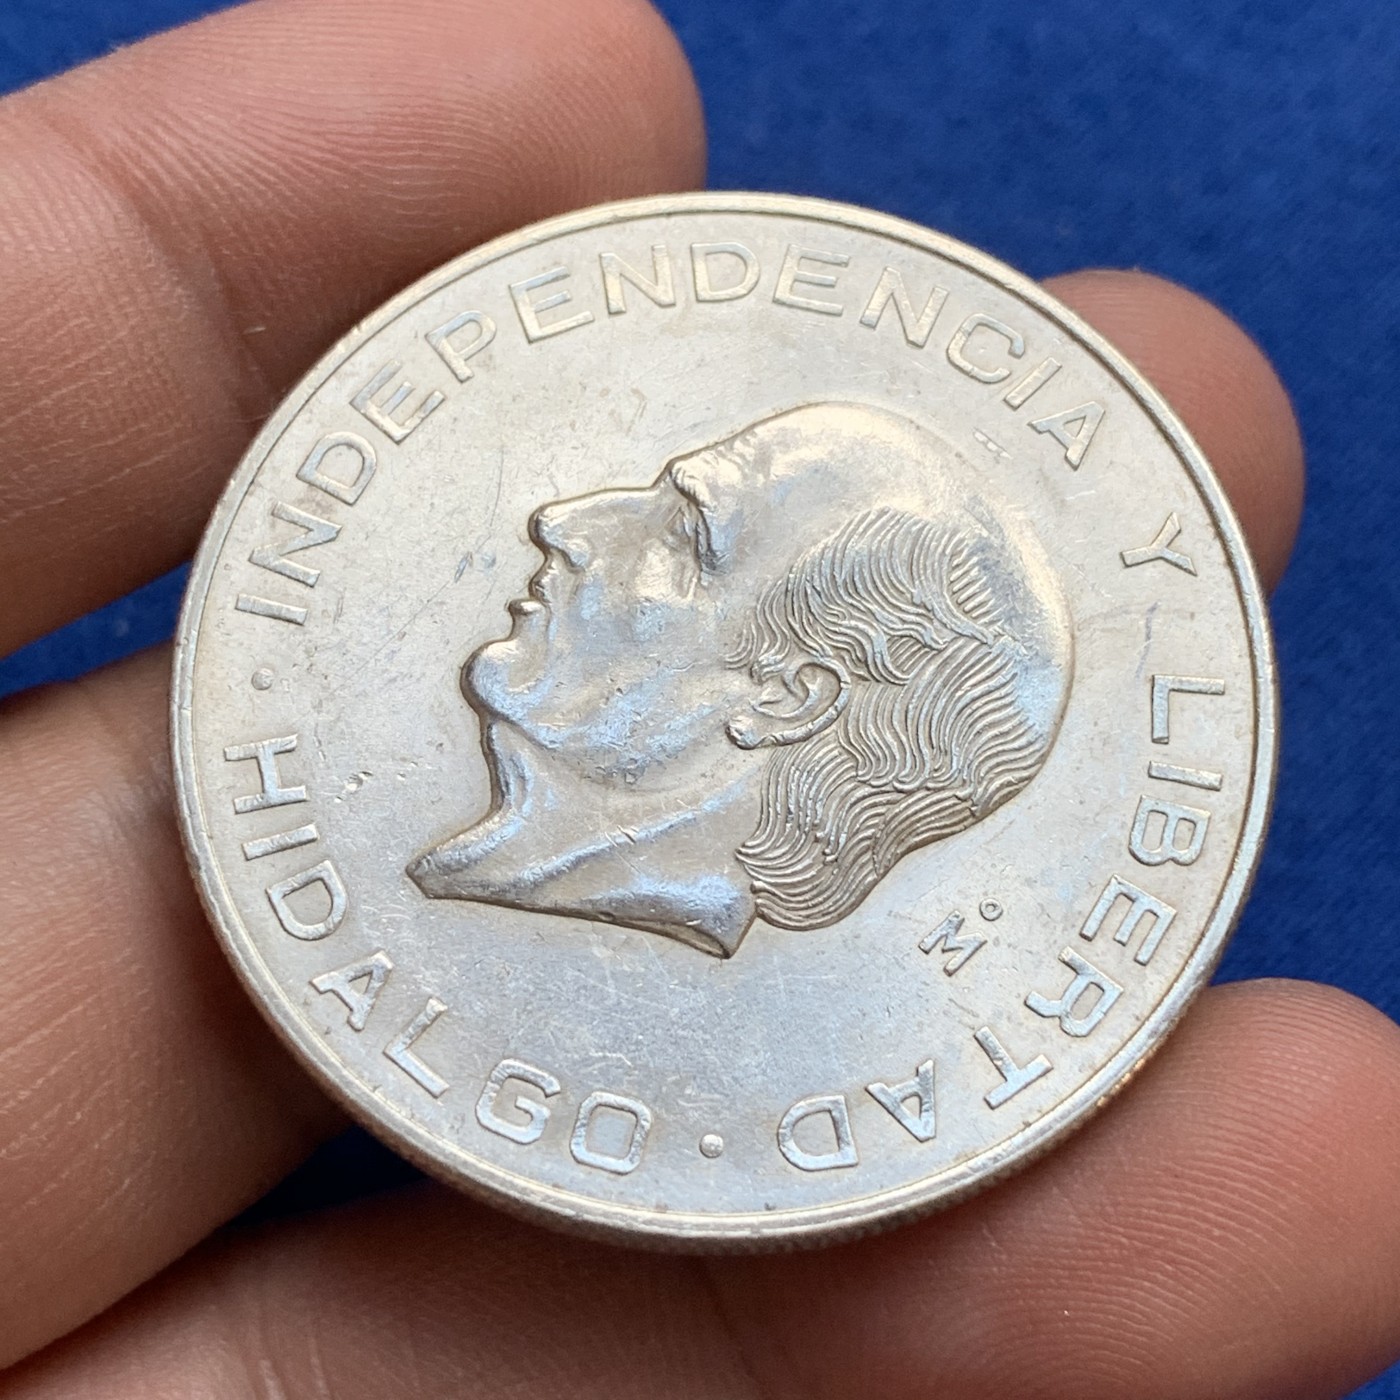 HIDALGO · INDEPENDENCIA Y LIBERTAD ·
Mº